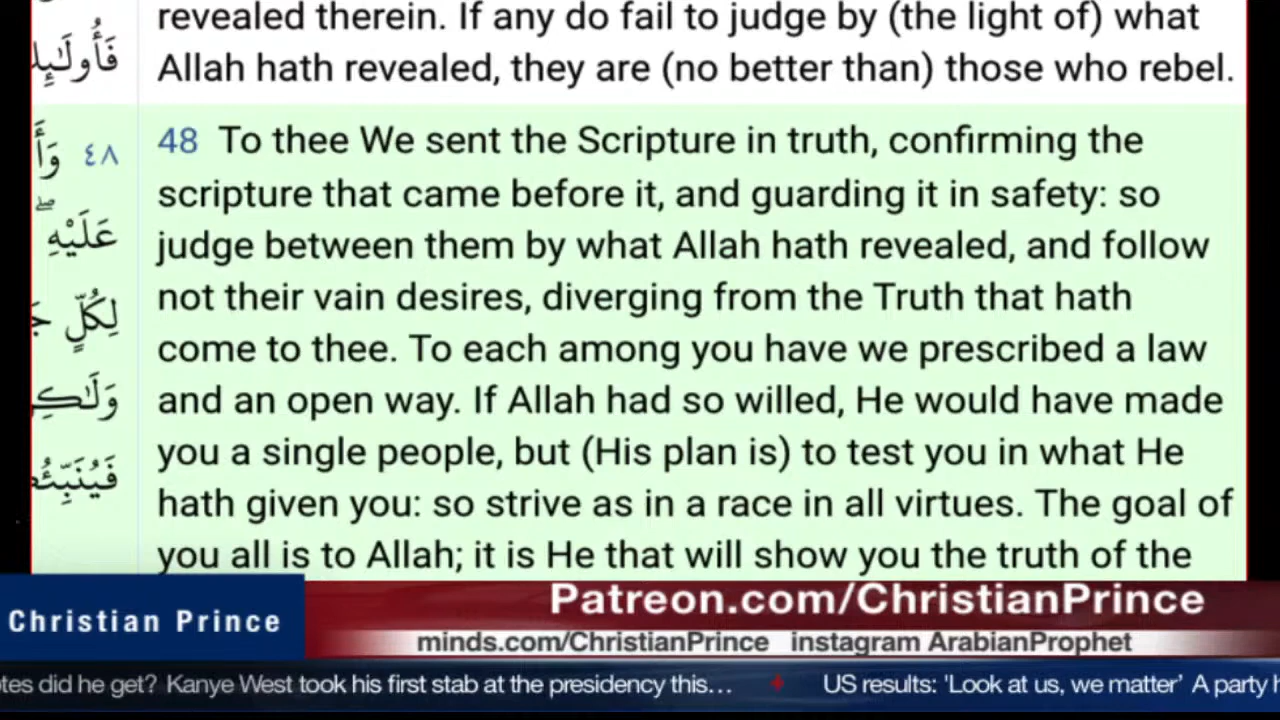 revealed therein. If any do fail to judge by (the light of) what
Allah hath revealed, they are (no better than) those who rebel.
٤٨
48 To thee We sent the Scripture in truth, confirming the
عَلَيْهِ ۖ
scripture that came before it, and guarding it in safety: so
judge between them by what Allah hath revealed, and follow
لِكُلٍّ
not their vain desires, diverging from the Truth that hath
come to thee. To each among you have we prescribed a law
and an open way. If Allah had so willed, He would have made
you a single people, but (His plan is) to test you in what He
hath given you: so strive as in a race in all virtues. The goal of
you all is to Allah; it is He that will show you the truth of the
Christian Prince
Patreon.com/ChristianPrince
minds.com/ChristianPrince instagram ArabianProphet
did he get? Kanye West took his first stab at the presidency this… US results: 'Look at us, we matter' A party